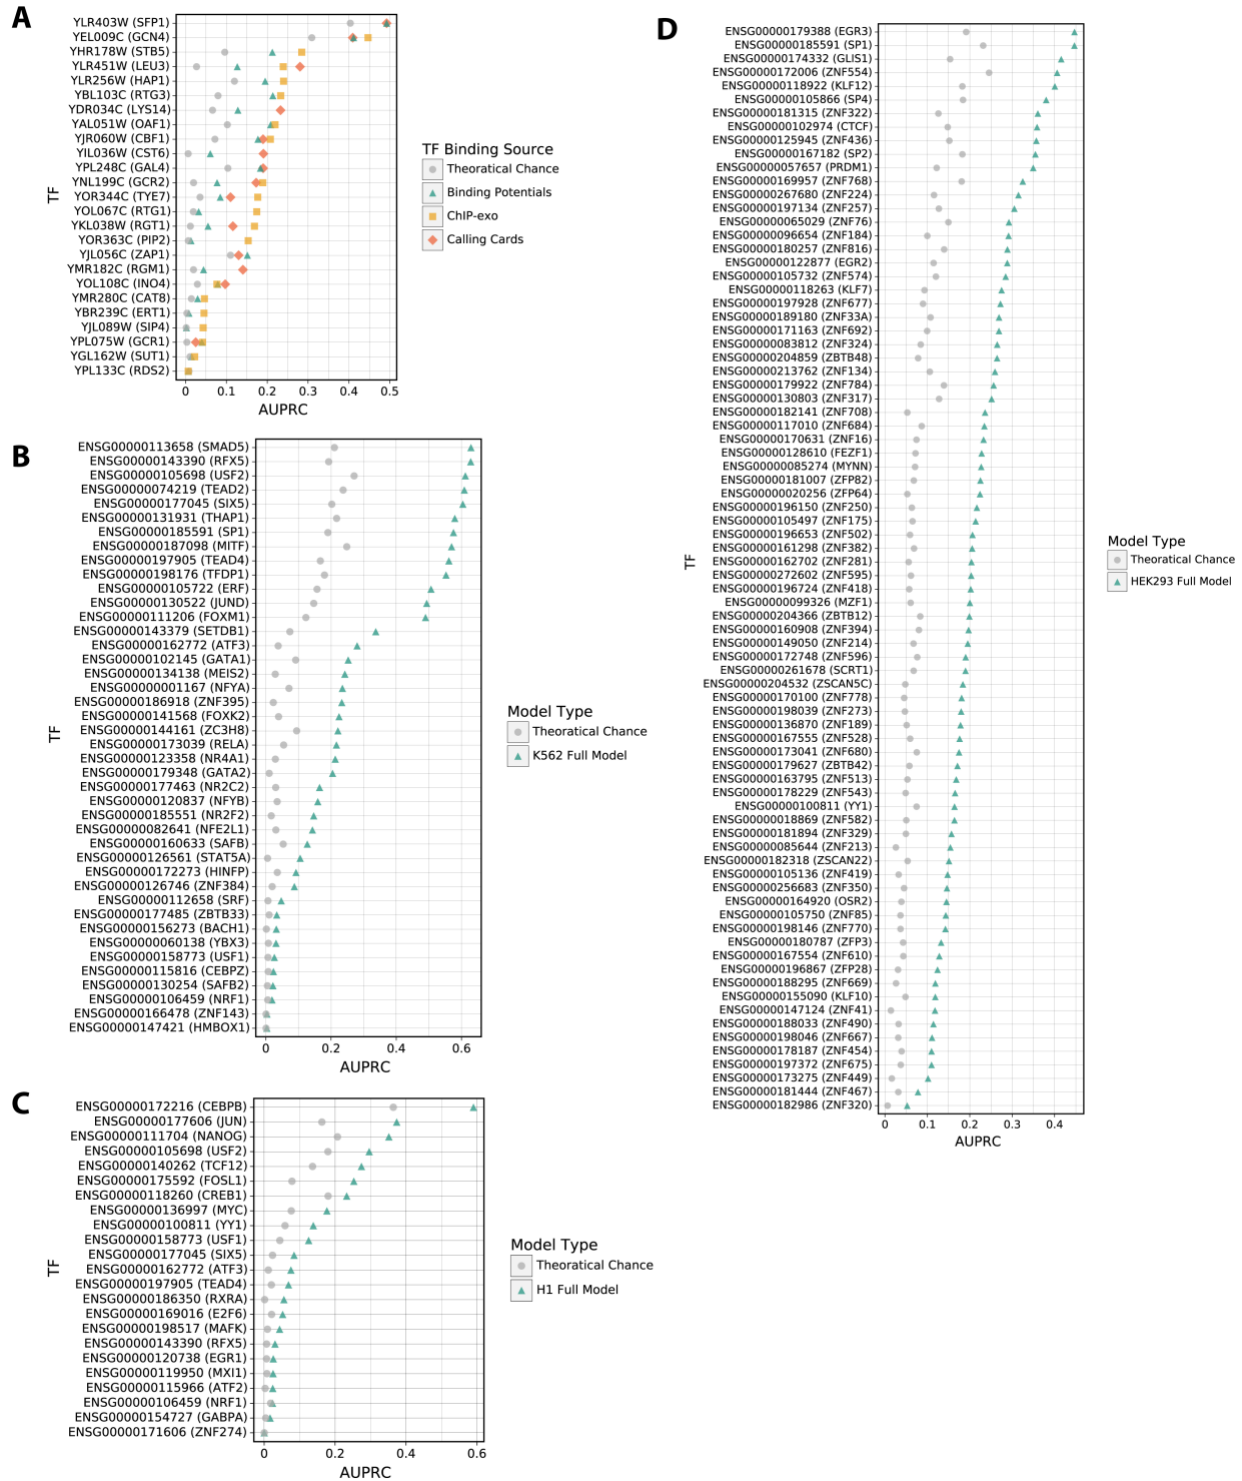 A
YLR403W (SFP1)
YEL009C (GCN4)
YHR178W (STB5)
YLR451W (LEU3)
YLR256W (HAP1)
YBL103C (RTG3)
YDR034C (LYS14)
YAL051W (OAF1)
YJR060W (CBF1)
YIL036W (CST6)
YPL248C (GAL4)
YNL199C (GCR2)
YOR344C (TYE7)
YOL067C (RTG1)
YKL038W (RGT1)
YOR363C (PIP2)
YJL056C (ZAP1)
YMR182C (RGM1)
YOL108C (INO4)
YMR280C (CAT8)
YBR239C (ERT1)
YJL089W (SIP4)
YPL075W (GCR1)
YGL162W (SUT1)
YPL133C (RDS2)
TF
0 0.1 0.2 0.3 0.4 0.5
AUPRC
TF Binding Source
Theoratical Chance
Binding Potentials
ChIP-exo
Calling Cards
B
ENSG00000113658 (SMAD5)
ENSG00000143390 (RFX5)
ENSG00000105698 (USF2)
ENSG00000074219 (TEAD2)
ENSG00000177045 (SIX5)
ENSG00000131931 (THAP1)
ENSG00000185591 (SP1)
ENSG00000187098 (MITF)
ENSG00000197905 (TEAD4)
ENSG00000198176 (TFDP1)
ENSG00000105722 (ERF)
ENSG00000130522 (JUND)
ENSG00000111206 (FOXM1)
ENSG00000143379 (SETDB1)
ENSG00000162772 (ATF3)
ENSG00000102145 (GATA1)
ENSG00000134138 (MEIS2)
ENSG00000001167 (NFYA)
ENSG00000186918 (ZNF395)
ENSG00000141568 (FOXK2)
ENSG00000144161 (ZC3H8)
ENSG00000173039 (RELA)
ENSG00000123358 (NR4A1)
ENSG00000179348 (GATA2)
ENSG00000177463 (NR2C2)
ENSG00000120837 (NFYB)
ENSG00000185551 (NR2F2)
ENSG00000082641 (NFE2L1)
ENSG00000160633 (SAFB)
ENSG00000126561 (STAT5A)
ENSG00000172273 (HINFP)
ENSG00000126746 (ZNF384)
ENSG00000112658 (SRF)
ENSG00000177485 (ZBTB33)
ENSG00000156273 (BACH1)
ENSG00000060138 (YBX3)
ENSG00000158773 (USF1)
ENSG00000115816 (CEBPZ)
ENSG00000130254 (SAFB2)
ENSG00000106459 (NRF1)
ENSG00000166478 (ZNF143)
ENSG00000147421 (HMBOX1)
TF
0 0.2 0.4 0.6
AUPRC
Model Type
Theoratical Chance
K562 Full Model
C
ENSG00000172216 (CEBPB)
ENSG00000177606 (JUN)
ENSG00000111704 (NANOG)
ENSG00000105698 (USF2)
ENSG00000140262 (TCF12)
ENSG00000175592 (FOSL1)
ENSG00000118260 (CREB1)
ENSG00000136997 (MYC)
ENSG00000100811 (YY1)
ENSG00000158773 (USF1)
ENSG00000177045 (SIX5)
ENSG00000162772 (ATF3)
ENSG00000197905 (TEAD4)
ENSG00000186350 (RXRA)
ENSG00000169016 (E2F6)
ENSG00000198517 (MAFK)
ENSG00000143390 (RFX5)
ENSG00000120738 (EGR1)
ENSG00000119950 (MXI1)
ENSG00000115966 (ATF2)
ENSG00000106459 (NRF1)
ENSG00000154727 (GABPA)
ENSG00000171606 (ZNF274)
TF
0 0.2 0.4 0.6
AUPRC
Model Type
Theoratical Chance
H1 Full Model
D
ENSG00000179388 (EGR3)
ENSG00000185591 (SP1)
ENSG00000174332 (GLIS1)
ENSG00000172006 (ZNF554)
ENSG00000118922 (KLF12)
ENSG00000105866 (SP4)
ENSG00000181315 (ZNF322)
ENSG00000102974 (CTCF)
ENSG00000125945 (ZNF436)
ENSG00000167182 (SP2)
ENSG00000057657 (PRDM1)
ENSG00000169957 (ZNF768)
ENSG00000267680 (ZNF224)
ENSG00000197134 (ZNF257)
ENSG00000065029 (ZNF76)
ENSG00000096654 (ZNF184)
ENSG00000180257 (ZNF816)
ENSG00000122877 (EGR2)
ENSG00000105732 (ZNF574)
ENSG00000118263 (KLF7)
ENSG00000197928 (ZNF677)
ENSG00000189180 (ZNF33A)
ENSG00000171163 (ZNF692)
ENSG00000083812 (ZNF324)
ENSG00000204859 (ZBTB48)
ENSG00000213762 (ZNF134)
ENSG00000179922 (ZNF784)
ENSG00000130803 (ZNF317)
ENSG00000182141 (ZNF708)
ENSG00000117010 (ZNF684)
ENSG00000170631 (ZNF16)
ENSG00000128610 (FEZF1)
ENSG00000085274 (MYNN)
ENSG00000181007 (ZFP82)
ENSG00000020256 (ZFP64)
ENSG00000196150 (ZNF250)
ENSG00000105497 (ZNF175)
ENSG00000196653 (ZNF502)
ENSG00000161298 (ZNF382)
ENSG00000162702 (ZNF281)
ENSG00000272602 (ZNF595)
ENSG00000196724 (ZNF418)
ENSG00000099326 (MZF1)
ENSG00000204366 (ZBTB12)
ENSG00000160908 (ZNF394)
ENSG00000149050 (ZNF214)
ENSG00000172748 (ZNF596)
ENSG00000261678 (SCRT1)
ENSG00000204532 (ZSCAN5C)
ENSG00000170100 (ZNF778)
ENSG00000198039 (ZNF273)
ENSG00000136870 (ZNF189)
ENSG00000167555 (ZNF528)
ENSG00000173041 (ZNF680)
ENSG00000179627 (ZBTB42)
ENSG00000163795 (ZNF513)
ENSG00000178229 (ZNF543)
ENSG00000100811 (YY1)
ENSG00000018869 (ZNF582)
ENSG00000181894 (ZNF329)
ENSG00000085644 (ZNF213)
ENSG00000182318 (ZSCAN22)
ENSG00000105136 (ZNF419)
ENSG00000256683 (ZNF350)
ENSG00000164920 (OSR2)
ENSG00000105750 (ZNF85)
ENSG00000198146 (ZNF770)
ENSG00000180787 (ZFP3)
ENSG00000167554 (ZNF610)
ENSG00000196867 (ZFP28)
ENSG00000188295 (ZNF669)
ENSG00000155090 (KLF10)
ENSG00000147124 (ZNF41)
ENSG00000188033 (ZNF490)
ENSG00000198046 (ZNF667)
ENSG00000178187 (ZNF454)
ENSG00000197372 (ZNF675)
ENSG00000173275 (ZNF449)
ENSG00000181444 (ZNF467)
ENSG00000182986 (ZNF320)
TF
0 0.1 0.2 0.3 0.4
AUPRC
Model Type
Theoratical Chance
HEK293 Full Model